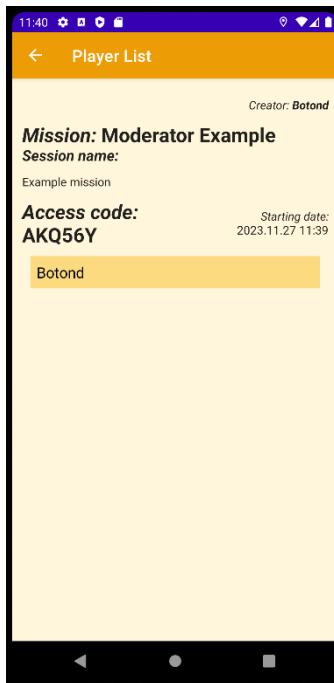 11:40
Player List
Creator: Botond
Mission: Moderator Example
Session name:
Example mission
Access code:
AKQ56Y
Starting date:
2023.11.27 11:39
Botond